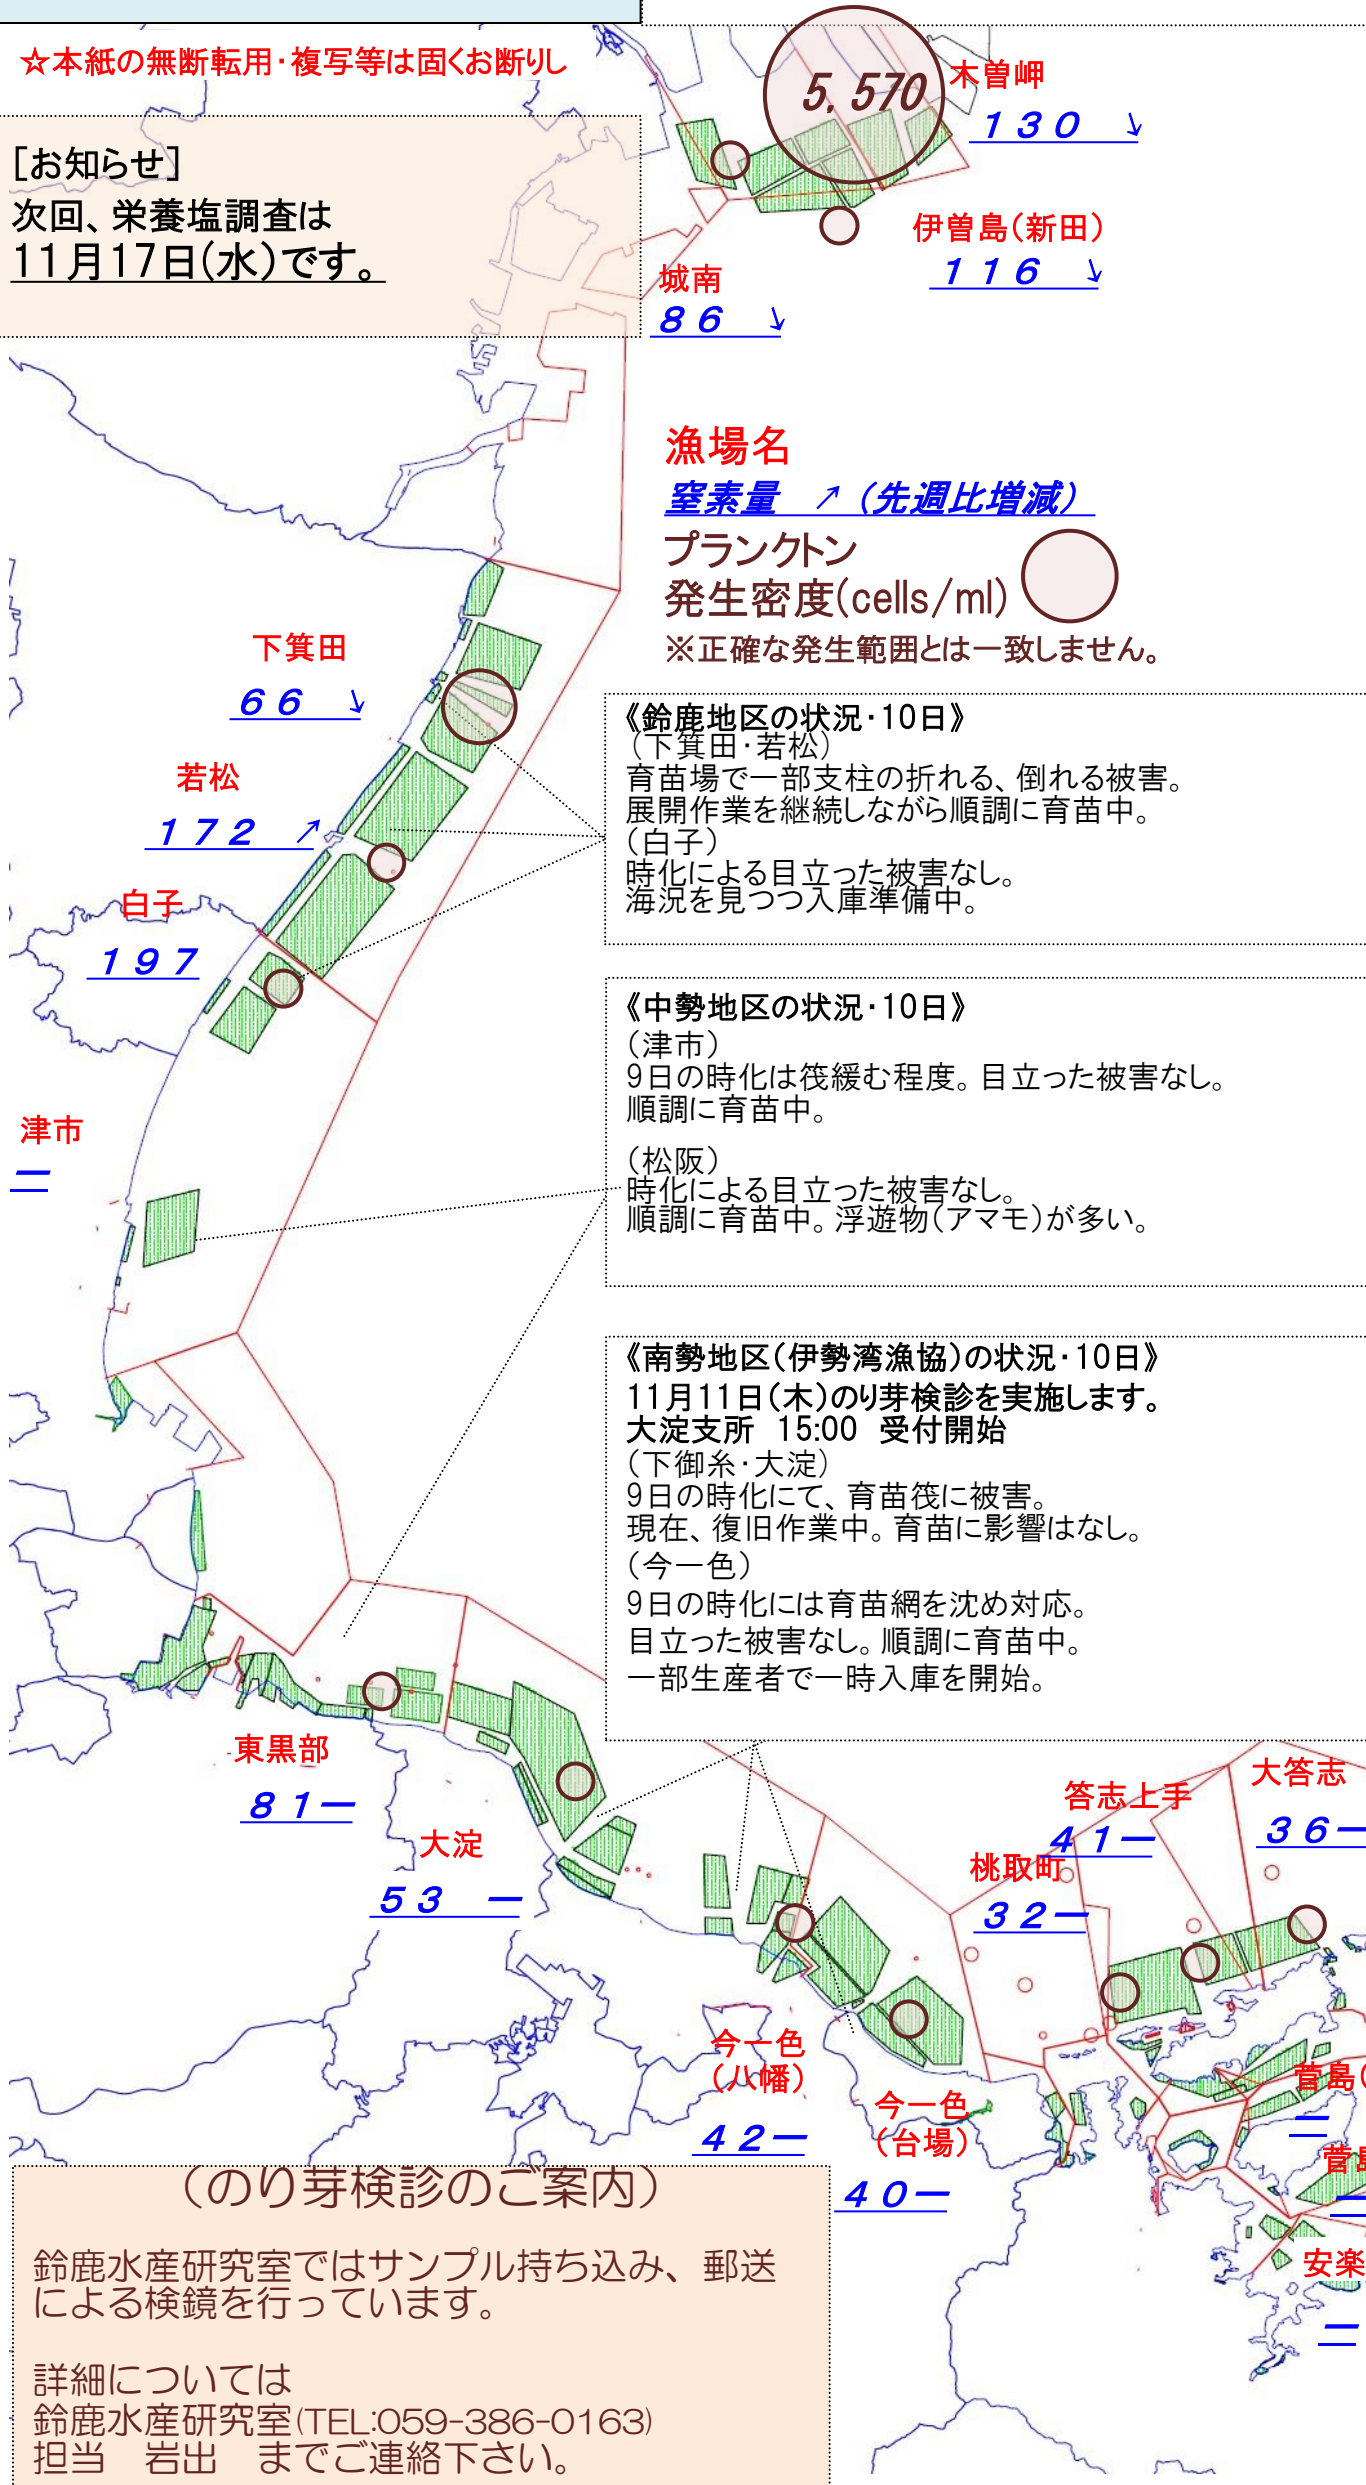 ☆本紙の無断転用・複写等は固くお断りし
[お知らせ]
次回、栄養塩調査は
11月17日(水)です。
5,570
木曽岬
130 ↓
伊曽島(新田)
116 ↓
城南
86 ↓
漁場名
窒素量 ↗(先週比増減)
プランクトン
発生密度(cells/ml)
※正確な発生範囲とは一致しません。
下箕田
66 ↓
若松
172 ↗
白子
197
《鈴鹿地区の状況・10日》
(下箕田・若松)
育苗場で一部支柱の折れる、倒れる被害。
展開作業を継続しながら順調に育苗中。
(白子)
時化による目立った被害なし。
海況を見つつ入庫準備中。
津市
―
《中勢地区の状況・10日》
(津市)
9日の時化は筏緩む程度。目立った被害なし。
順調に育苗中。
(松阪)
時化による目立った被害なし。
順調に育苗中。浮遊物(アマモ)が多い。
《南勢地区(伊勢湾漁協)の状況・10日》
11月11日(木)のり芽検診を実施します。
大淀支所 15:00 受付開始
(下御糸・大淀)
9日の時化にて、育苗筏に被害。
現在、復旧作業中。育苗に影響はなし。
(今一色)
9日の時化には育苗網を沈め対応。
目立った被害なし。順調に育苗中。
一部生産者で一時入庫を開始。
東黒部
81―
大淀
53 ―
大答志
36―
答志上手
41―
桃取町
32―
今一色
(八幡)
42―
今一色
(台場)
40―
菅島(
―
菅島
―
安楽
―
(のり芽検診のご案内)
鈴鹿水産研究室ではサンプル持ち込み、郵送
による検鏡を行っています。
詳細については
鈴鹿水産研究室(TEL:059-386-0163)
担当 岩出 までご連絡下さい。